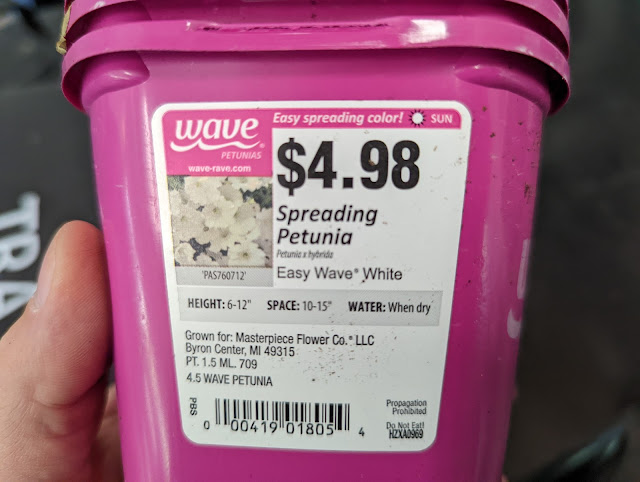 wave®
PETUNIAS
wave-rave.com
Easy spreading color! SUN
$4.98
Spreading
Petunia
Petunia x hybrida
Easy Wave® White
'PAS760712'
HEIGHT: 6-12" SPACE: 10-15" WATER: When dry
Grown for: Masterpiece Flower Co.® LLC
Byron Center, MI 49315
PT. 1.5 ML. 709
4.5 WAVE PETUNIA
PBS
0 00419 01805 4
Propagation
Prohibited
Do Not Eat!
HZXA0969
TRA